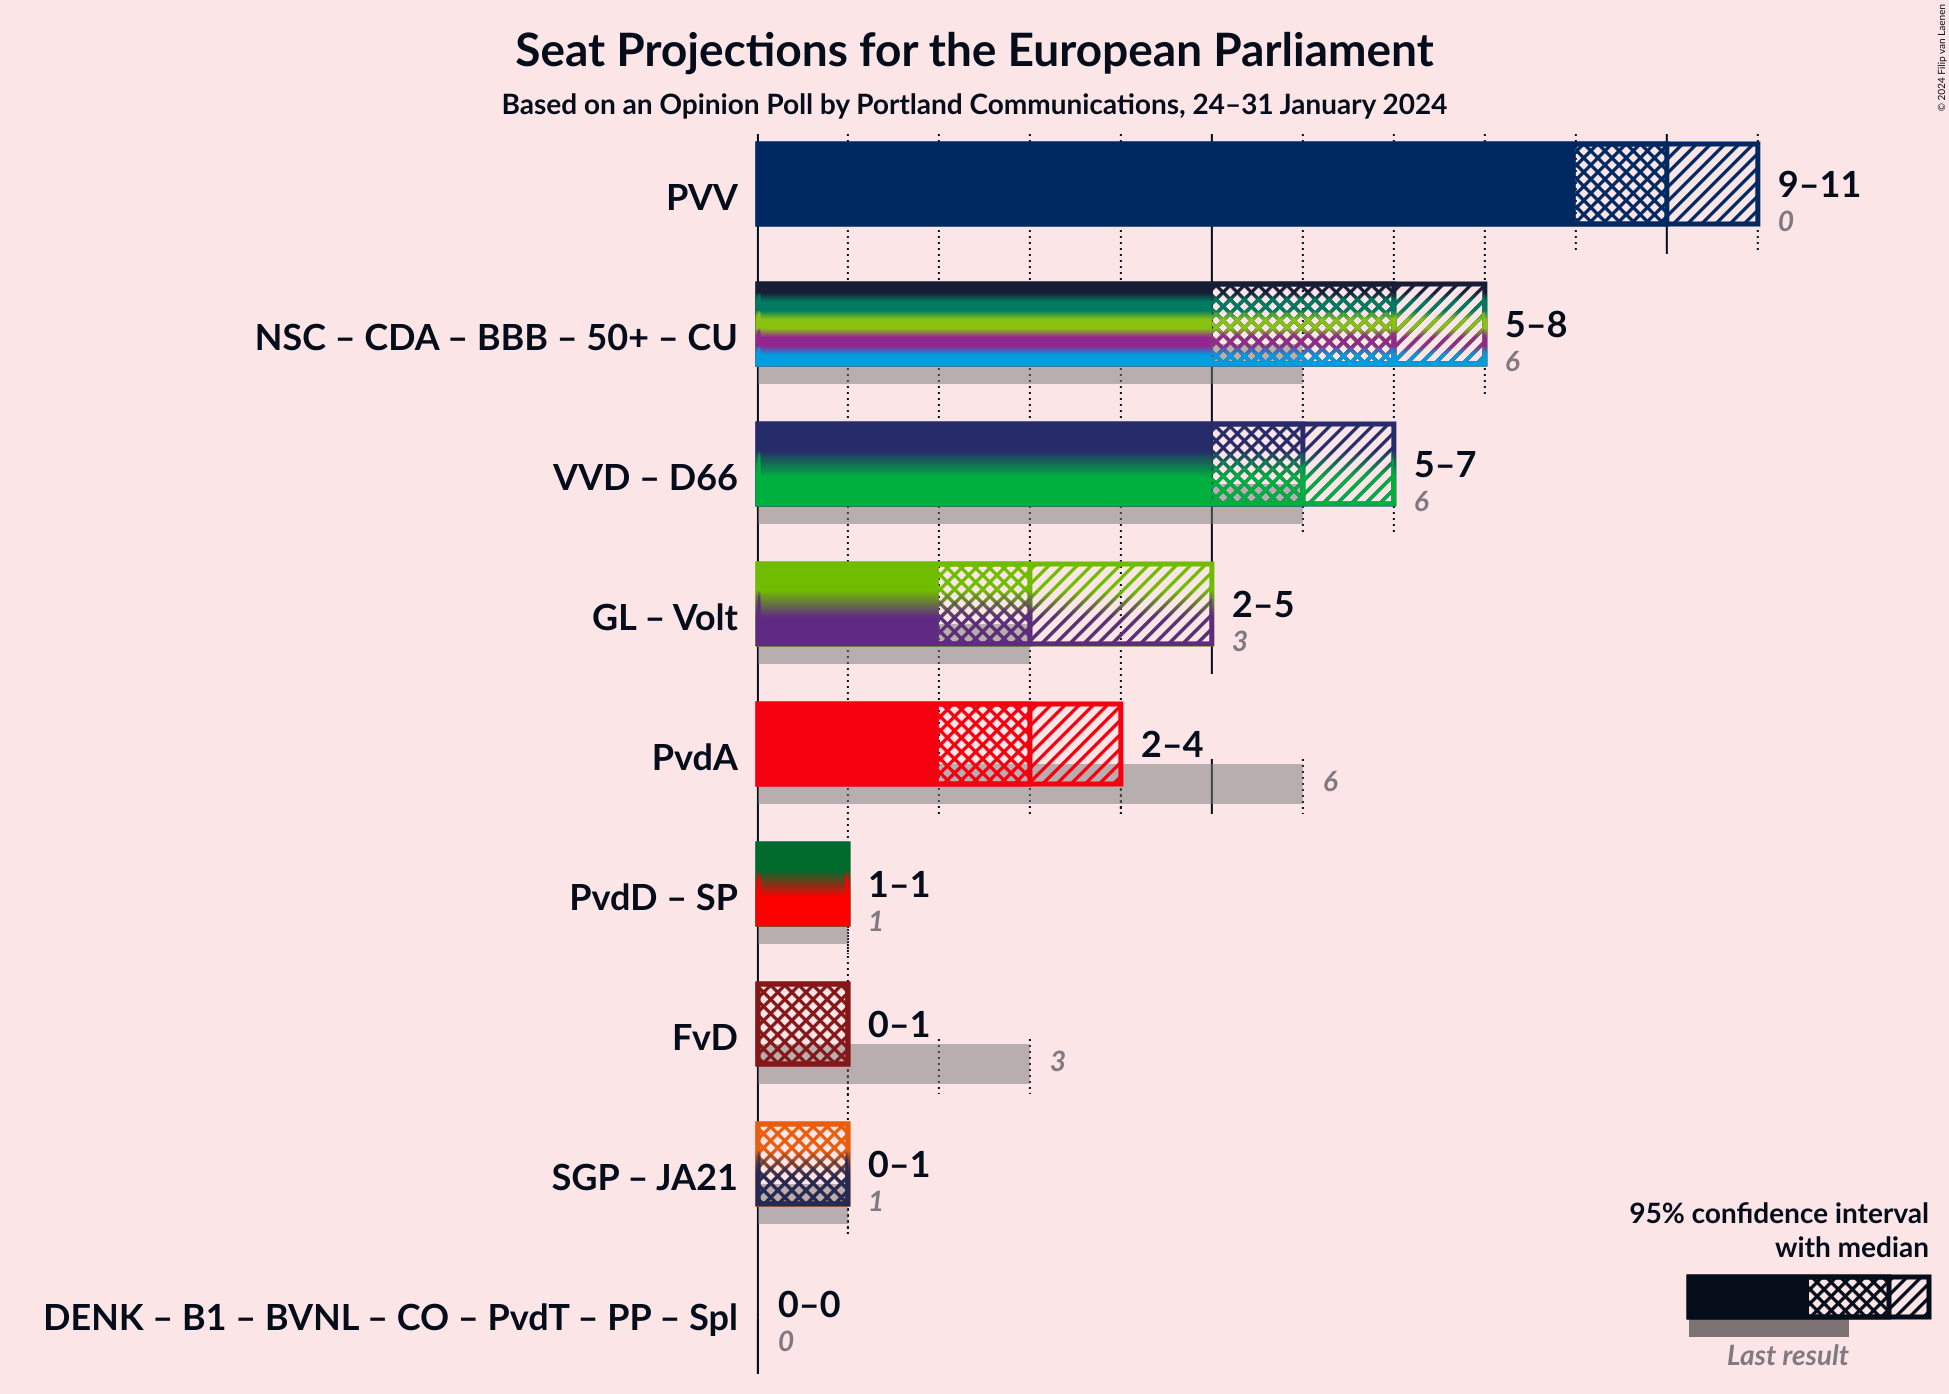 Seat Projections for the European Parliament
Based on an Opinion Poll by Portland Communications, 24–31 January 2024
© 2024 Filip van Laenen
PVV
9–11
0
NSC – CDA – BBB – 50+ – CU
5–8
6
VVD – D66
5–7
6
GL – Volt
2–5
3
PvdA
2–4
6
PvdD – SP
1–1
1
FvD
0–1
3
SGP – JA21
0–1
1
DENK – B1 – BVNL – CO – PvdT – PP – Spl
0–0
0
95% confidence interval
with median
Last result